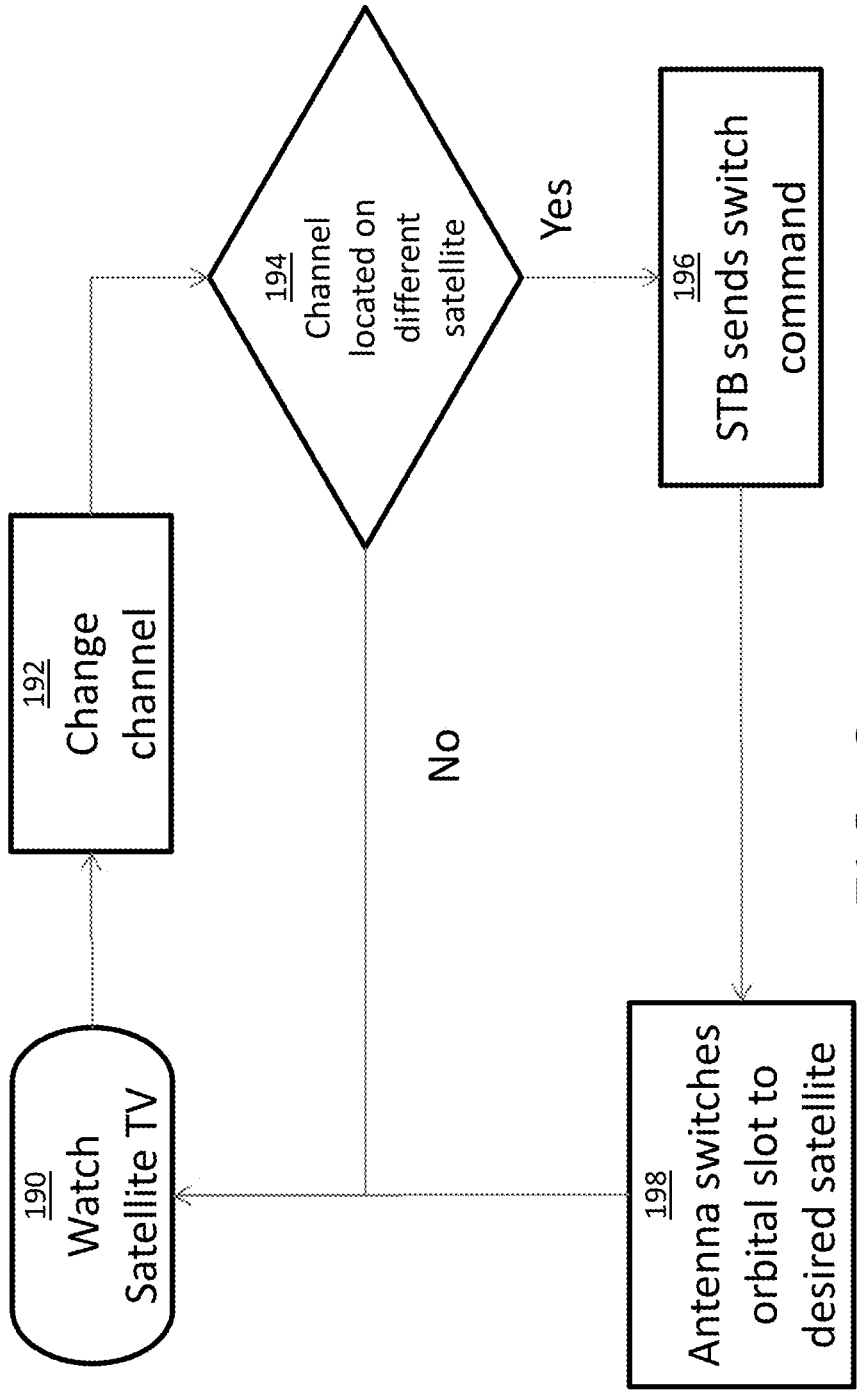 190
Watch
Satellite TV
192
Change
channel
194
Channel
located on
different
satellite
No
Yes
198
Antenna switches
orbital slot to
desired satellite
196
STB sends switch
command